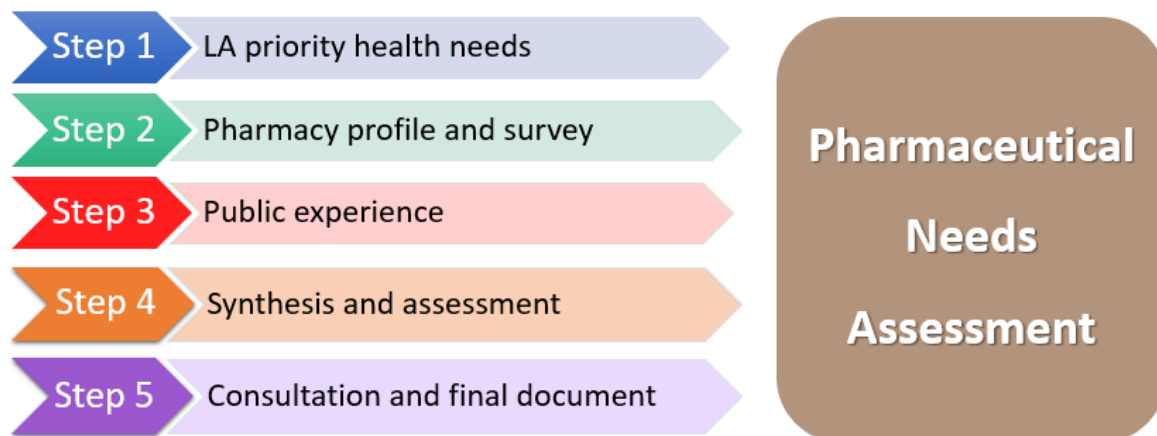 Step 1 LA priority health needs
Step 2 Pharmacy profile and survey
Step 3 Public experience
Step 4 Synthesis and assessment
Step 5 Consultation and final document
Pharmaceutical
Needs
Assessment